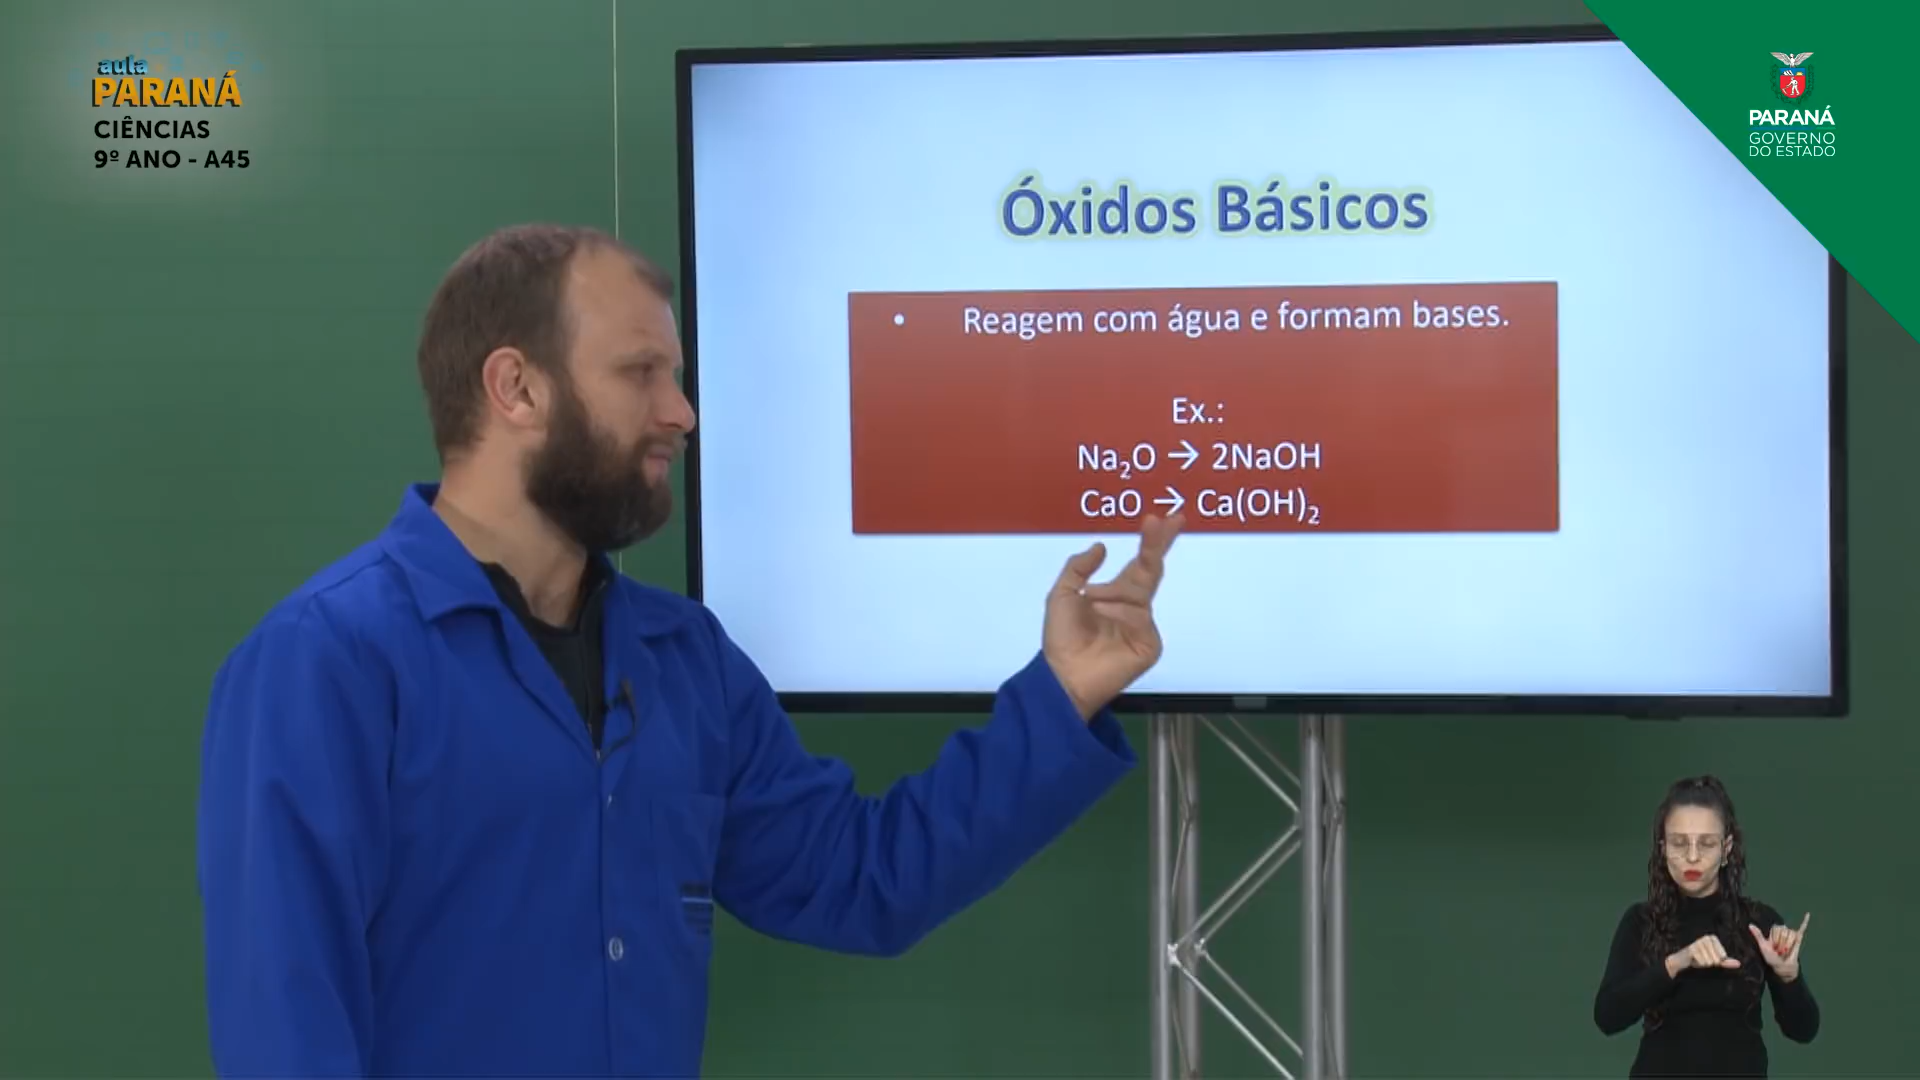 aula
PARANÁ
CIÊNCIAS
9º ANO - A45
PARANÁ
GOVERNO
DO ESTADO
Óxidos Básicos
• Reagem com água e formam bases.
Ex.:
Na₂O → 2NaOH
CaO → Ca(OH)₂